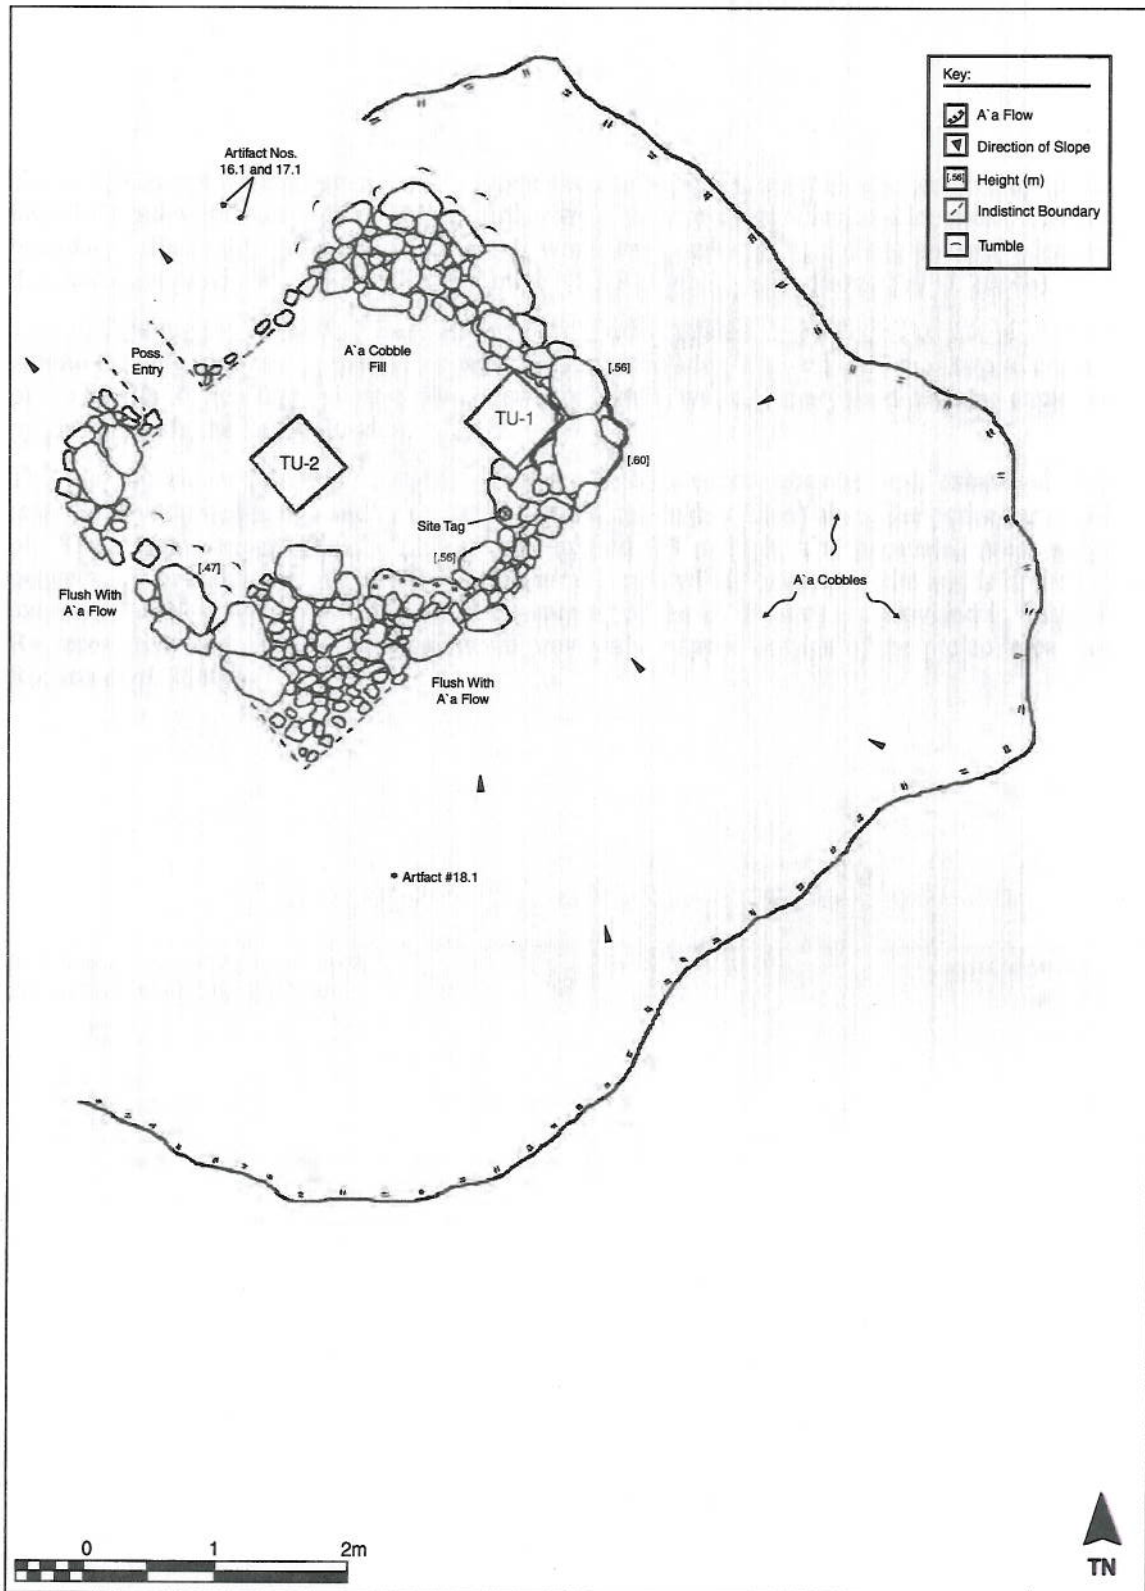 Key:
A`a Flow
Direction of Slope
[.56] Height (m)
Indistinct Boundary
Tumble
Artifact Nos.
16.1 and 17.1
Poss.
Entry
A`a Cobble
Fill
[.56]
TU-1
TU-2
[.60]
Site Tag
[.56]
[.47]
A`a Cobbles
Flush With
A`a Flow
Flush With
A`a Flow
Artfact #18.1
0 1 2m
TN